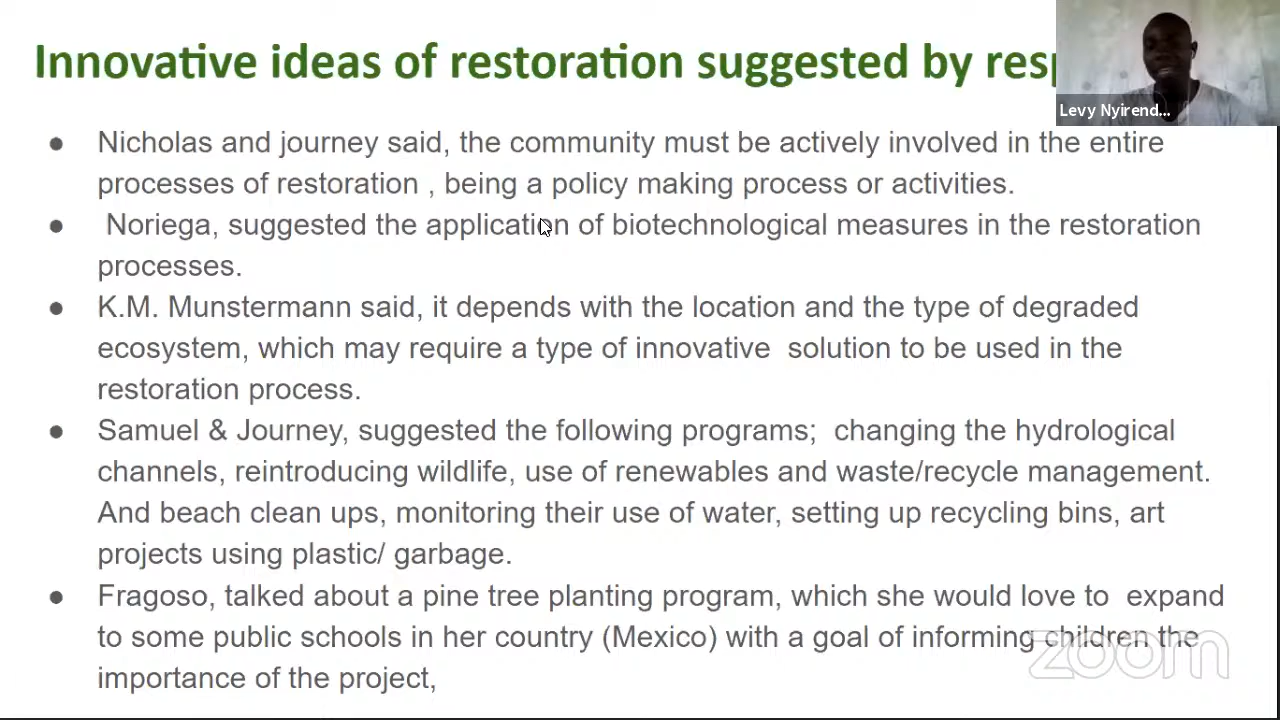 Innovative ideas of restoration suggested by resp
Levy Nyirend...
● Nicholas and journey said, the community must be actively involved in the entire
processes of restoration , being a policy making process or activities.
● Noriega, suggested the application of biotechnological measures in the restoration
processes.
● K.M. Munstermann said, it depends with the location and the type of degraded
ecosystem, which may require a type of innovative solution to be used in the
restoration process.
● Samuel & Journey, suggested the following programs; changing the hydrological
channels, reintroducing wildlife, use of renewables and waste/recycle management.
And beach clean ups, monitoring their use of water, setting up recycling bins, art
projects using plastic/ garbage.
● Fragoso, talked about a pine tree planting program, which she would love to expand
to some public schools in her country (Mexico) with a goal of informing children the
importance of the project,
zoom